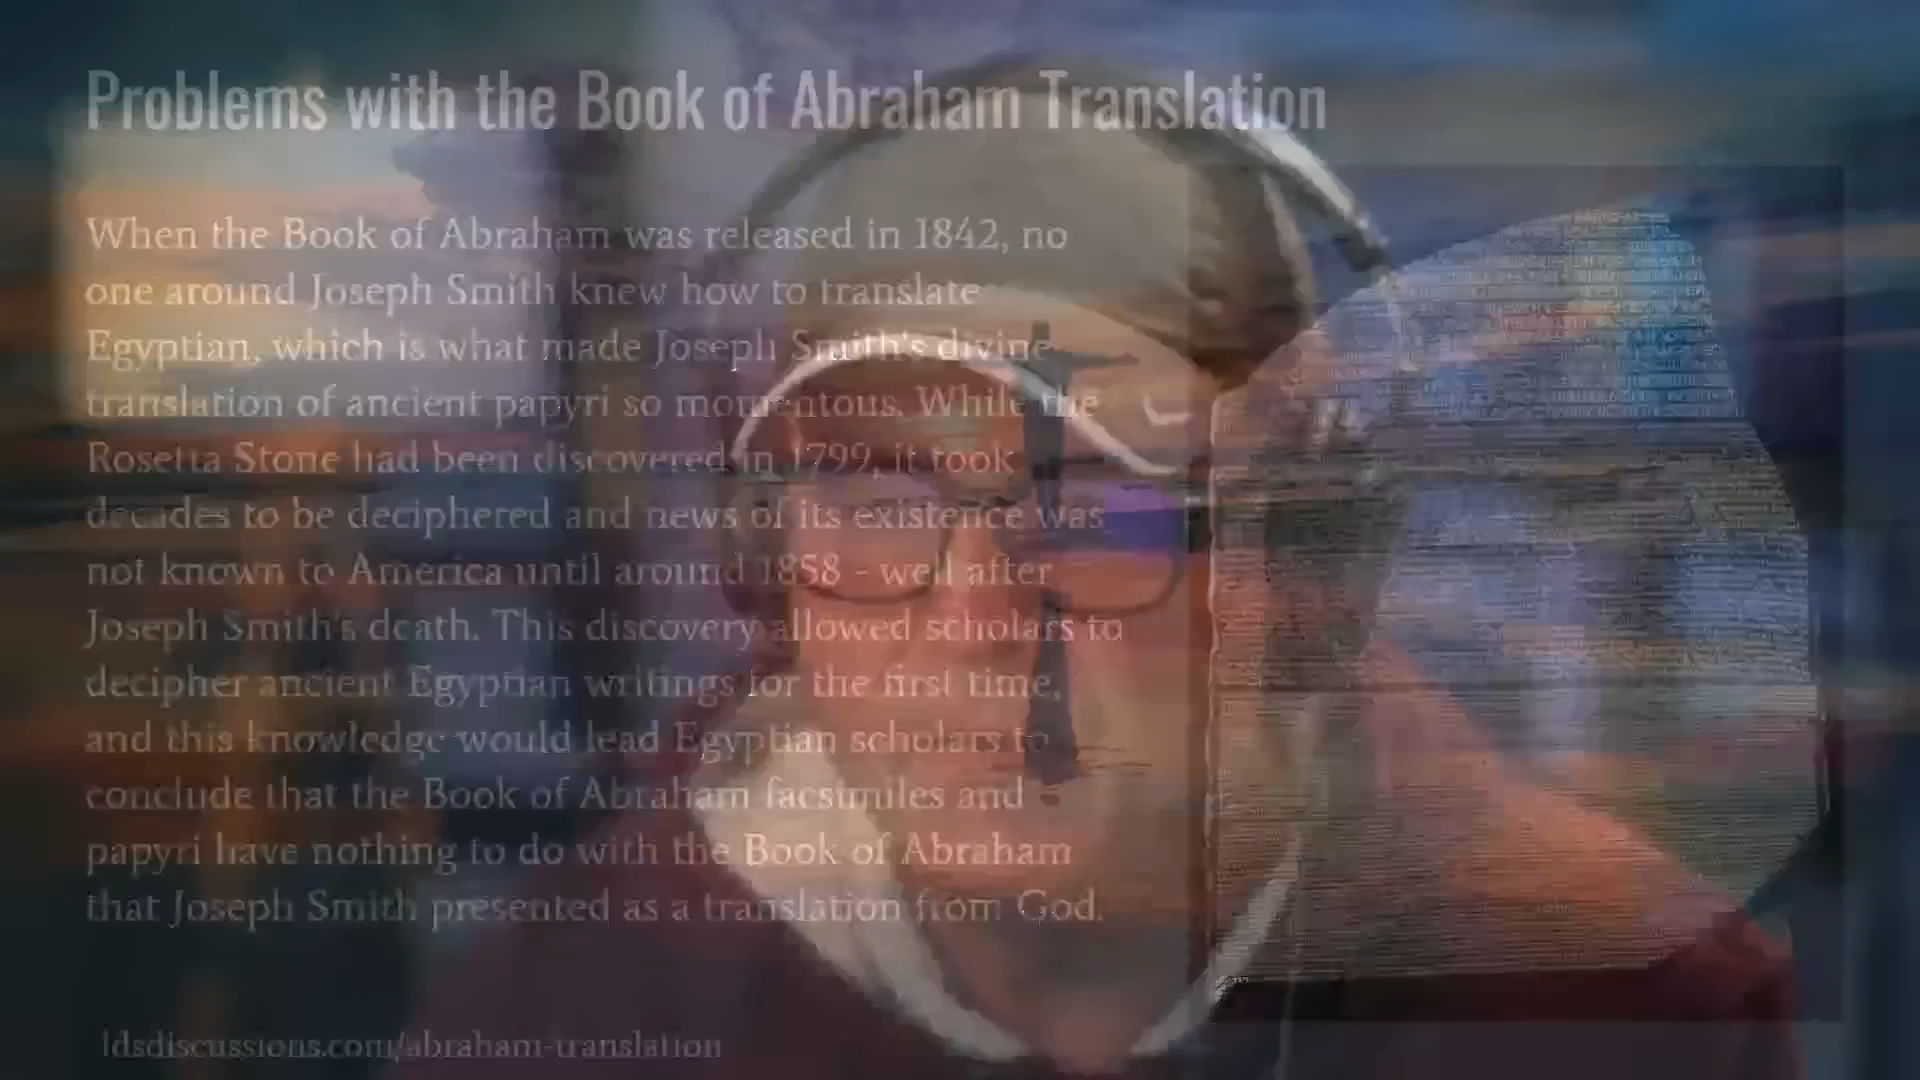 Problems with the Book of Abraham Translation
When the Book of Abraham was released in 1842, no
one around Joseph Smith knew how to translate
Egyptian, which is what made Joseph Smith's divine
translation of ancient papyri so momentous. While the
Rosetta Stone had been discovered in 1799, it took
decades to be deciphered and news of its existence was
not known to America until around 1858 - well after
Joseph Smith's death. This discovery allowed scholars to
decipher ancient Egyptian writings for the first time,
and this knowledge would lead Egyptian scholars to
conclude that the Book of Abraham facsimiles and
papyri have nothing to do with the Book of Abraham
that Joseph Smith presented as a translation from God.
ldsdiscussions.com/abraham-translation